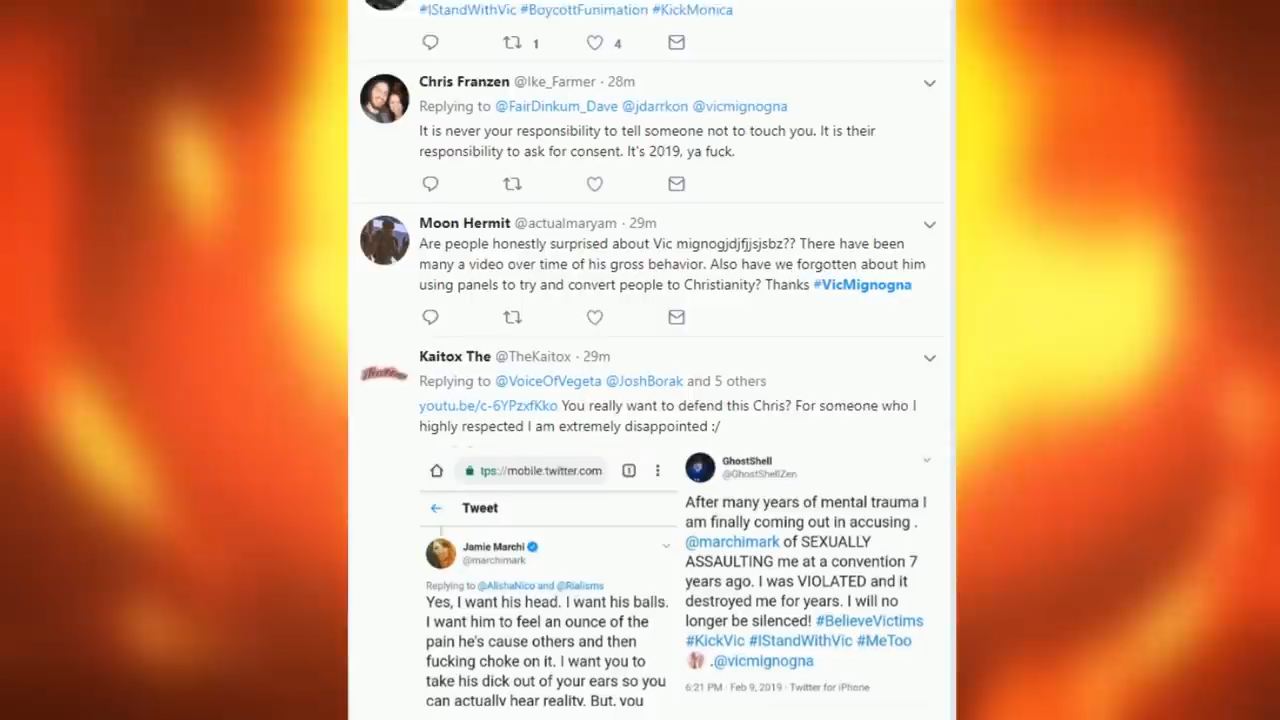 #IStandWithVic #BoycottFunimation #KickMonica
1 4
Chris Franzen @Ike_Farmer · 28m
Replying to @FairDinkum_Dave @jdarrkon @vicmignogna
It is never your responsibility to tell someone not to touch you. It is their
responsibility to ask for consent. It's 2019, ya fuck.
Moon Hermit @actualmaryam · 29m
Are people honestly surprised about Vic mignogjdjfjjsjsbz?? There have been
many a video over time of his gross behavior. Also have we forgotten about him
using panels to try and convert people to Christianity? Thanks #VicMignogna
Kaitox The @TheKaitox · 29m
Replying to @VoiceOfVegeta @JoshBorak and 5 others
youtu.be/c-6YPzxfKko You really want to defend this Chris? For someone who I
highly respected I am extremely disappointed :/
tps://mobile.twitter.com
Tweet
Jamie Marchi
@marchimark
Replying to @AlishaNico and @Rialisms
Yes, I want his head. I want his balls.
I want him to feel an ounce of the
pain he's cause others and then
fucking choke on it. I want you to
take his dick out of your ears so you
can actually hear reality. But, you
GhostShell
@GhostShellZen
After many years of mental trauma I
am finally coming out in accusing .
@marchimark of SEXUALLY
ASSAULTING me at a convention 7
years ago. I was VIOLATED and it
destroyed me for years. I will no
longer be silenced! #BelieveVictims
#KickVic #IStandWithVic #MeToo
.@vicmignogna
6:21 PM · Feb 9, 2019 · Twitter for iPhone